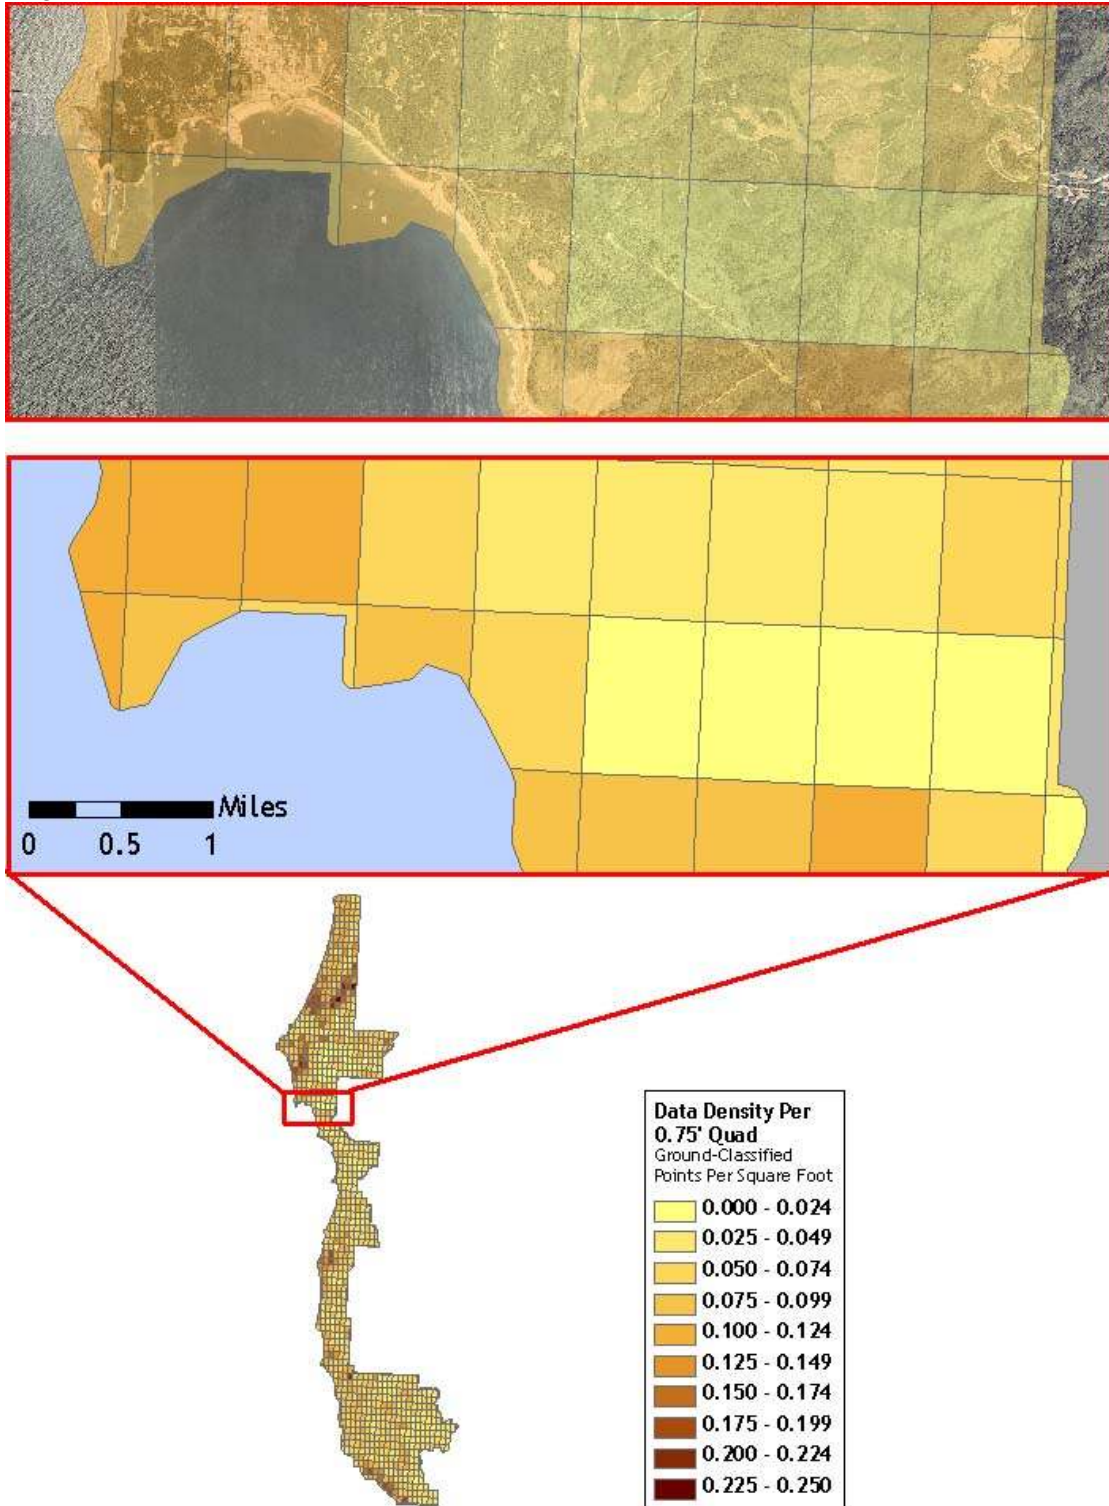 Miles
0 0.5 1
Data Density Per
0.75' Quad
Ground-Classified
Points Per Square Foot
0.000 - 0.024
0.025 - 0.049
0.050 - 0.074
0.075 - 0.099
0.100 - 0.124
0.125 - 0.149
0.150 - 0.174
0.175 - 0.199
0.200 - 0.224
0.225 - 0.250